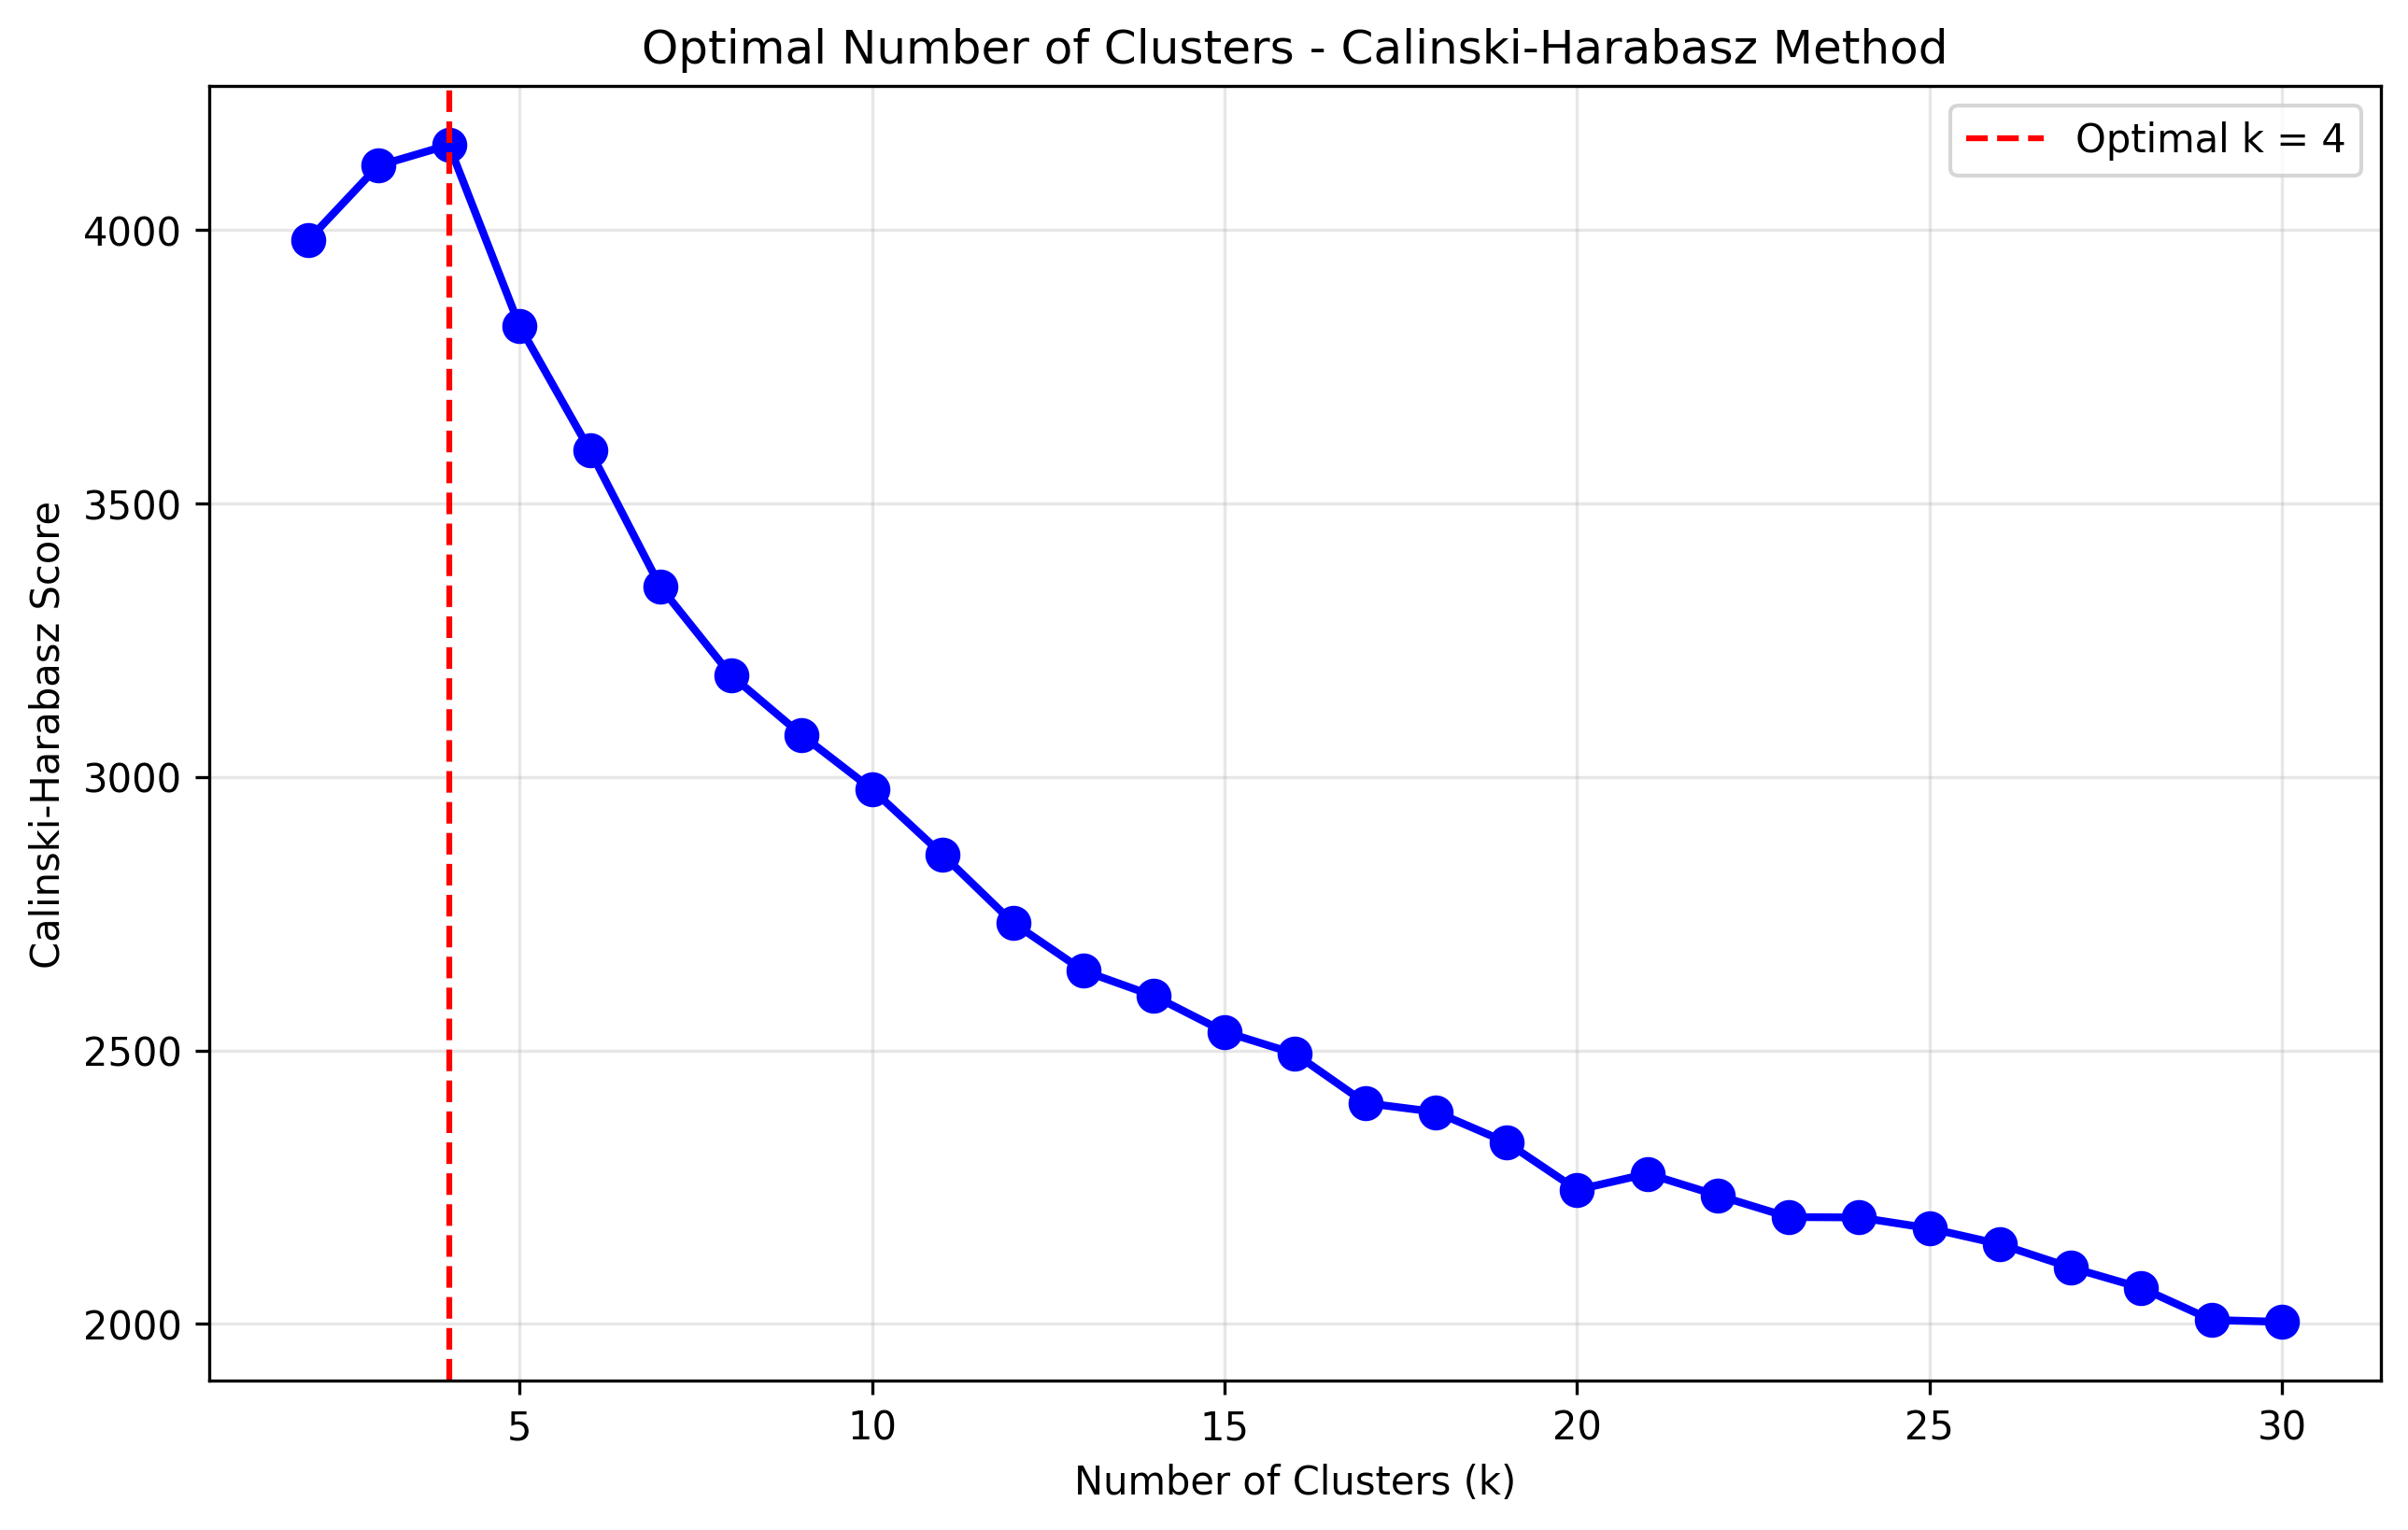 Optimal Number of Clusters - Calinski-Harabasz Method
Optimal k = 4
Calinski-Harabasz Score
4000
3500
3000
2500
2000
5 10 15 20 25 30
Number of Clusters (k)